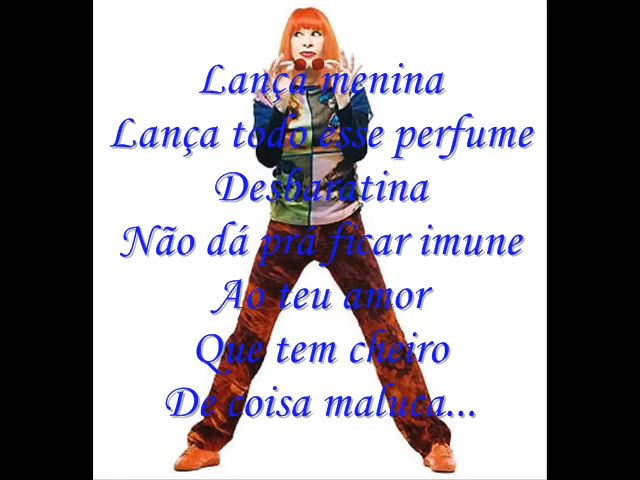 Lança menina
Lança todo esse perfume
Desbaratina
Não dá prá ficar imune
Ao teu amor
Que tem cheiro
De coisa maluca...